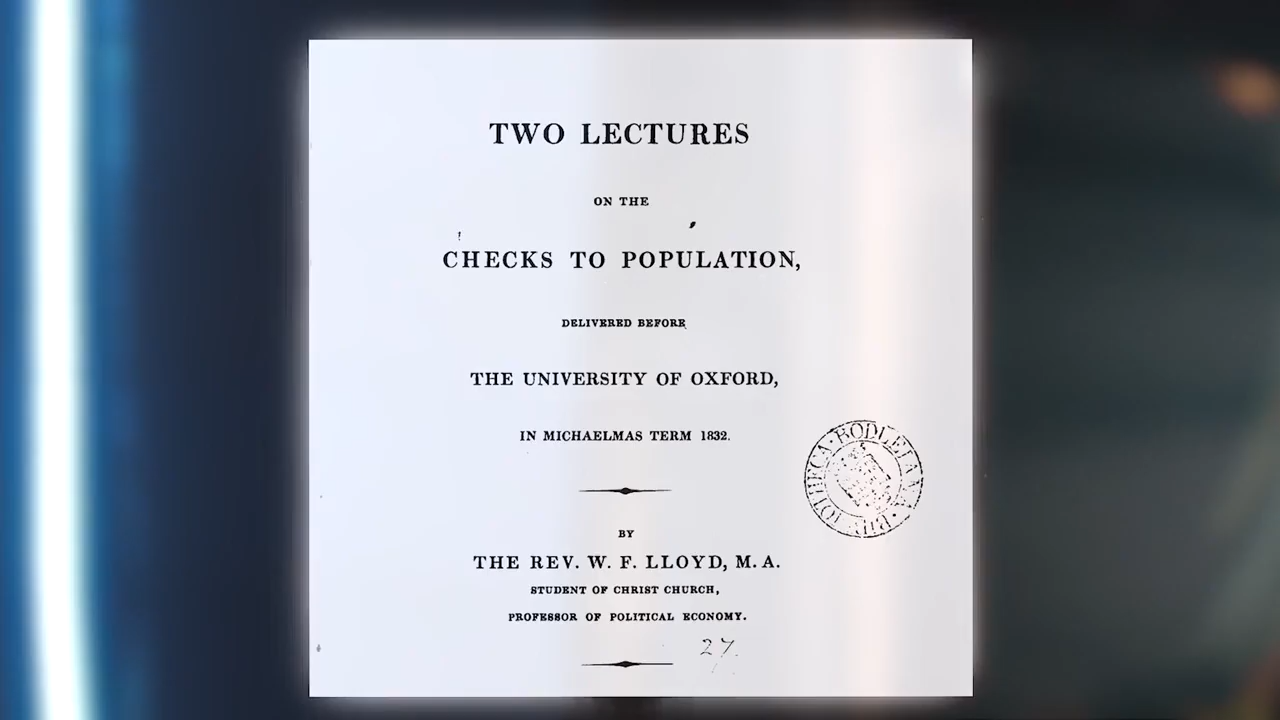 TWO LECTURES
ON THE
CHECKS TO POPULATION,
DELIVERED BEFORE
THE UNIVERSITY OF OXFORD,
IN MICHAELMAS TERM 1832.
BODLEIANA
BY
THE REV. W. F. LLOYD, M. A.
STUDENT OF CHRIST CHURCH,
PROFESSOR OF POLITICAL ECONOMY.
27.